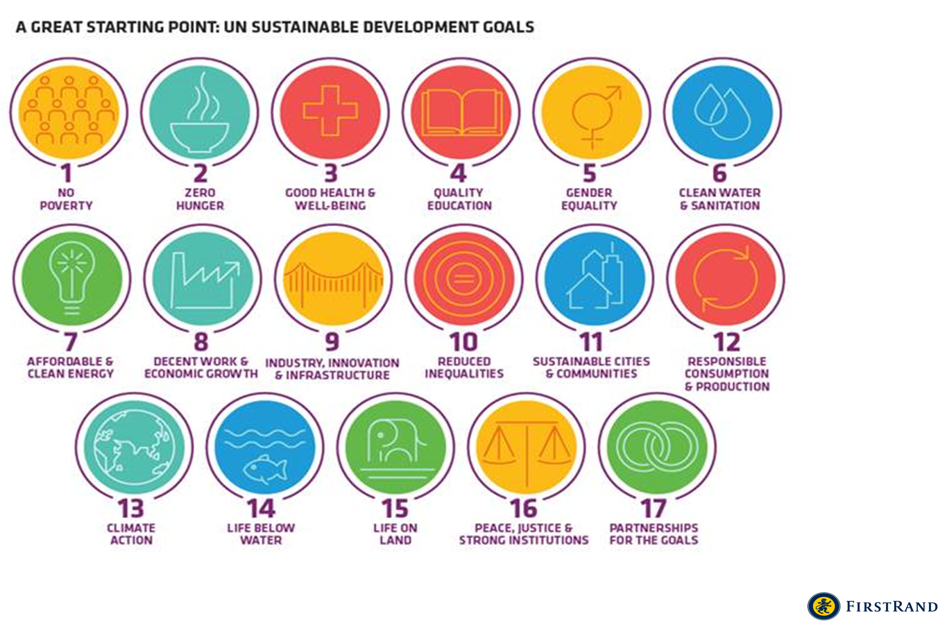 A GREAT STARTING POINT: UN SUSTAINABLE DEVELOPMENT GOALS
1
NO
POVERTY
2
ZERO
HUNGER
3
GOOD HEALTH &
WELL-BEING
4
QUALITY
EDUCATION
5
GENDER
EQUALITY
6
CLEAN WATER
& SANITATION
7
AFFORDABLE &
CLEAN ENERGY
8
DECENT WORK &
ECONOMIC GROWTH
9
INDUSTRY, INNOVATION
& INFRASTRUCTURE
10
REDUCED
INEQUALITIES
11
SUSTAINABLE CITIES
& COMMUNITIES
12
RESPONSIBLE
CONSUMPTION
& PRODUCTION
13
CLIMATE
ACTION
14
LIFE BELOW
WATER
15
LIFE ON
LAND
16
PEACE, JUSTICE &
STRONG INSTITUTIONS
17
PARTNERSHIPS
FOR THE GOALS
FIRSTRAND